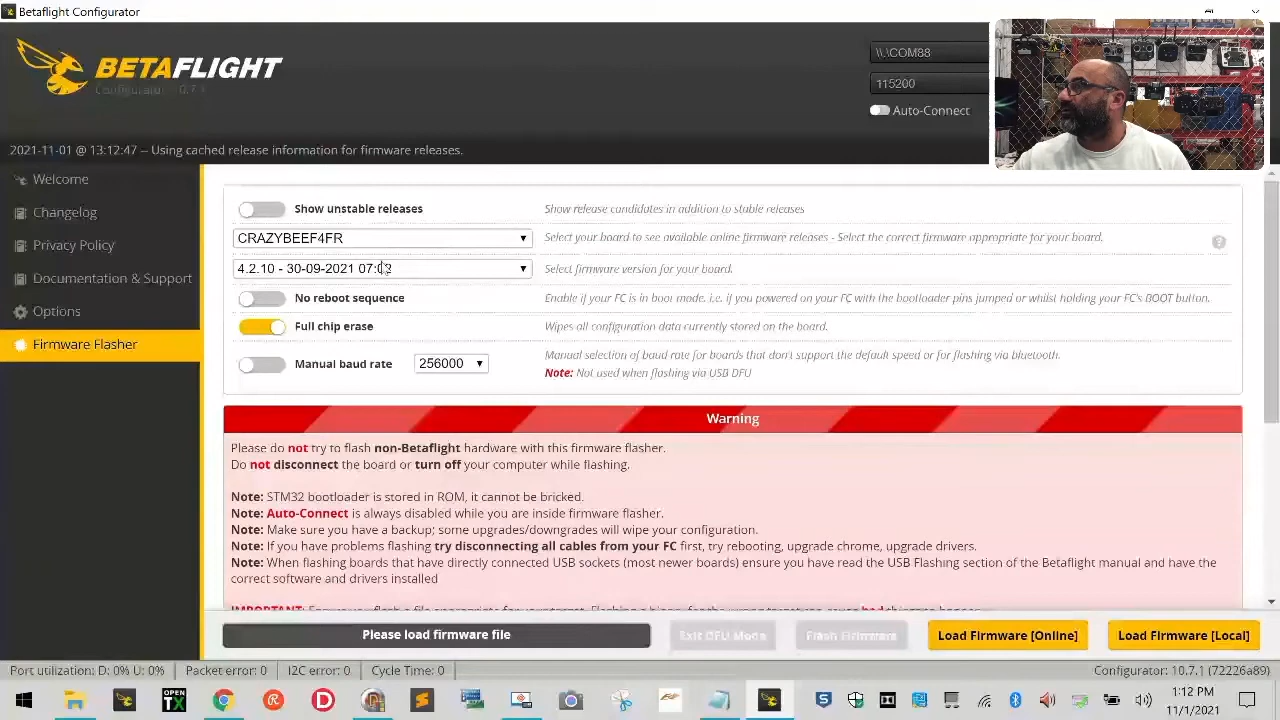 Betaflight Configurator
BETAFLIGHT
\\.\COM88
115200
Auto-Connect
2021-11-01 @ 13:12:47 -- Using cached release information for firmware releases.
Welcome
Changelog
Privacy Policy
Documentation & Support
Options
Firmware Flasher
Show unstable releases
Show release candidates in addition to stable releases
CRAZYBEEF4FR
Select your board to see available online firmware releases - Select the correct firmware appropriate for your board.
4.2.10 - 30-09-2021 07:02
Select firmware version for your board.
No reboot sequence
Enable if your FC is in boot mode. i.e. if you powered on your FC with the bootloader pins jumped or whilst holding your FC's BOOT button.
Full chip erase
Wipes all configuration data currently stored on the board.
Manual baud rate
256000
Manual selection of baud rate for boards that don't support the default speed or for flashing via bluetooth.
Note: Not used when flashing via USB DFU
Warning
Please do not try to flash non-Betaflight hardware with this firmware flasher.
Do not disconnect the board or turn off your computer while flashing.
Note: STM32 bootloader is stored in ROM, it cannot be bricked.
Note: Auto-Connect is always disabled while you are inside firmware flasher.
Note: Make sure you have a backup; some upgrades/downgrades will wipe your configuration.
Note: If you have problems flashing try disconnecting all cables from your FC first, try rebooting, upgrade chrome, upgrade drivers.
Note: When flashing boards that have directly connected USB sockets (most newer boards) ensure you have read the USB Flashing section of the Betaflight manual and have the
correct software and drivers installed
Please load firmware file
Exit DFU Mode
Flash Firmware
Load Firmware [Online]
Load Firmware [Local]
Port utilization: D: 0% U: 0%
Packet error: 0
I2C error: 0
Cycle Time: 0
Configurator: 10.7.1 (72226a89)
OPEN
TX
1:12 PM
11/1/2021